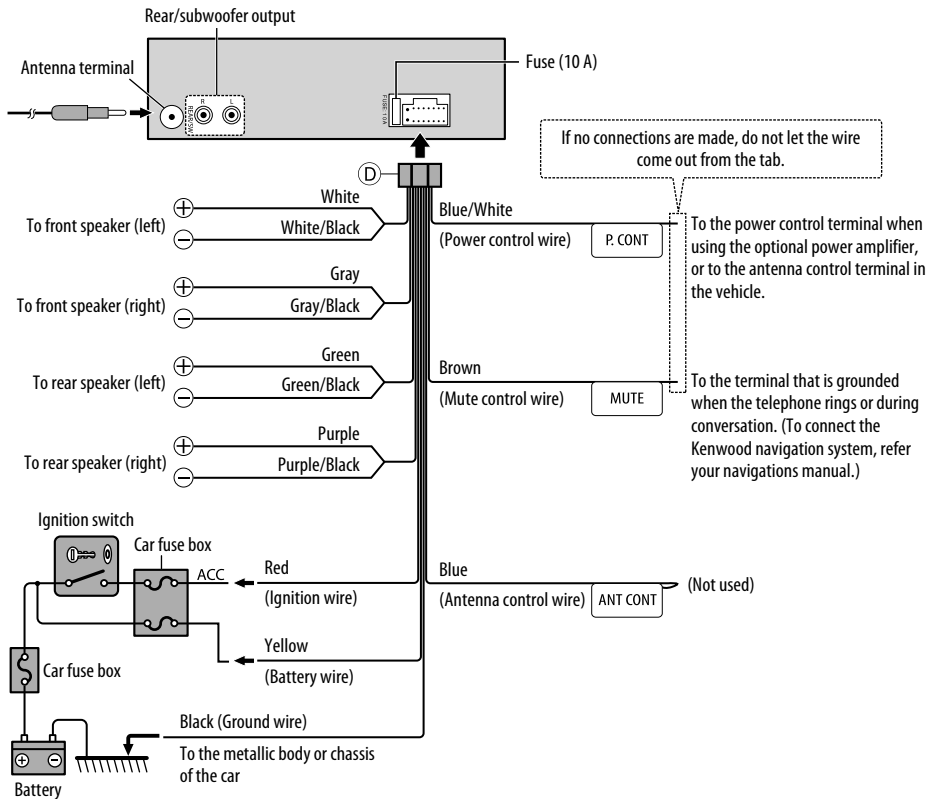 Rear/subwoofer output
Antenna terminal
Fuse (10 A)
R
L
REAR/SW
FUSE-10A
If no connections are made, do not let the wire
come out from the tab.
D
White
White/Black
To front speaker (left)
Blue/White
(Power control wire)
P. CONT
To the power control terminal when
using the optional power amplifier,
or to the antenna control terminal in
the vehicle.
Gray
Gray/Black
To front speaker (right)
Green
Green/Black
To rear speaker (left)
Brown
(Mute control wire)
MUTE
To the terminal that is grounded
when the telephone rings or during
conversation. (To connect the
Kenwood navigation system, refer
your navigations manual.)
Purple
Purple/Black
To rear speaker (right)
Ignition switch
Car fuse box
ACC
Red
(Ignition wire)
Blue
(Antenna control wire)
ANT CONT
(Not used)
Yellow
(Battery wire)
Car fuse box
Black (Ground wire)
To the metallic body or chassis
of the car
Battery